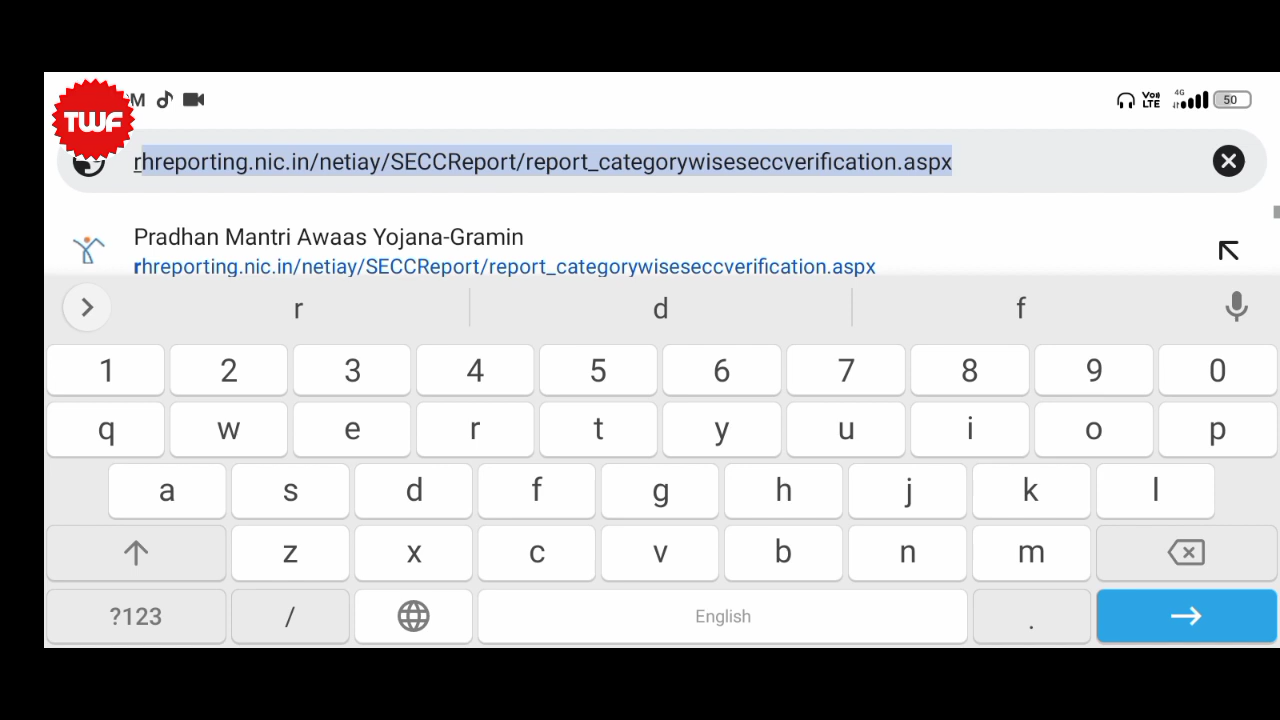 TWF
M
Vo))
LTE
4G
50
rhreporting.nic.in/netiay/SECCReport/report_categorywiseseccverification.aspx
Pradhan Mantri Awaas Yojana-Gramin
rhreporting.nic.in/netiay/SECCReport/report_categorywiseseccverification.aspx
r d f
1 2 3 4 5 6 7 8 9 0
q w e r t y u i o p
a s d f g h j k l
z x c v b n m
?123 / English .